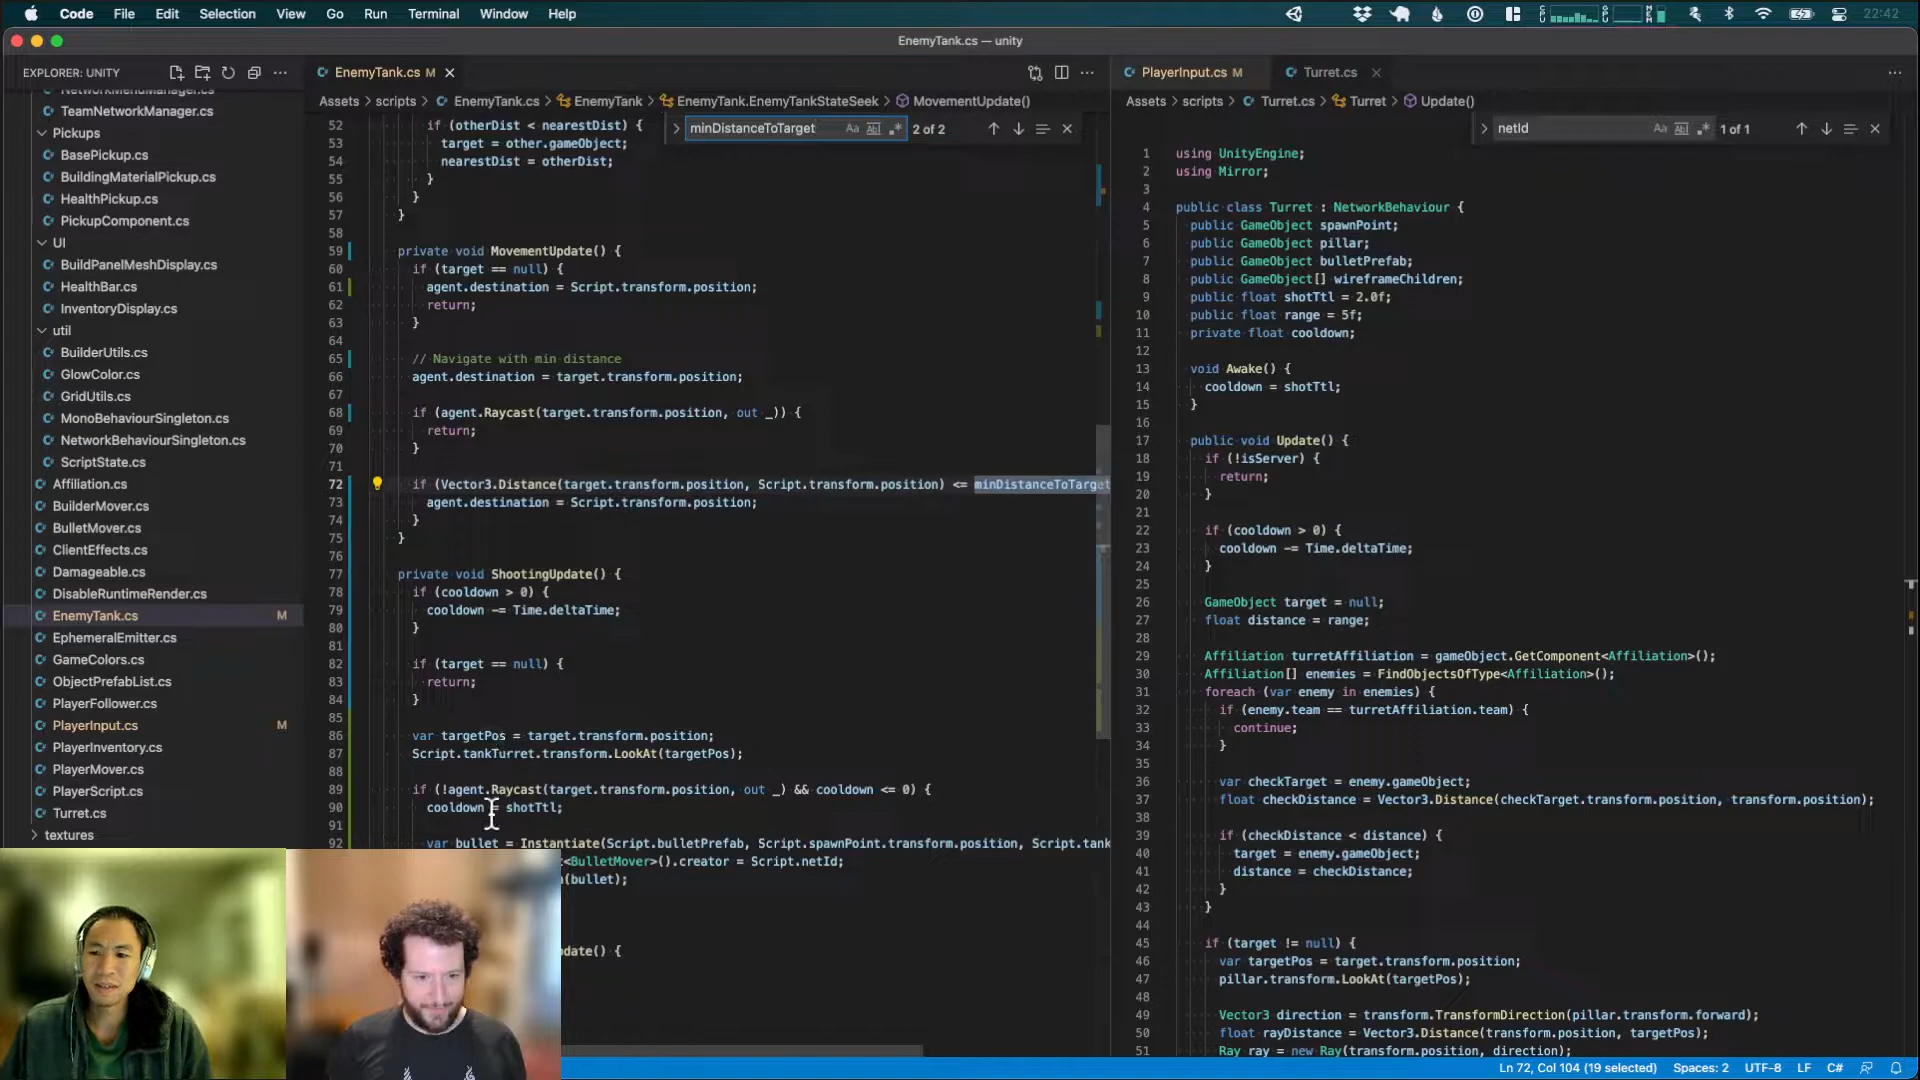 Code File Edit Selection View Go Run Terminal Window Help 22:42
EnemyTank.cs — unity
EXPLORER: UNITY
NetworkMenuManager.cs
TeamNetworkManager.cs
Pickups
BasePickup.cs
BuildingMaterialPickup.cs
HealthPickup.cs
PickupComponent.cs
UI
BuildPanelMeshDisplay.cs
HealthBar.cs
InventoryDisplay.cs
util
BuilderUtils.cs
GlowColor.cs
GridUtils.cs
MonoBehaviourSingleton.cs
NetworkBehaviourSingleton.cs
ScriptState.cs
Affiliation.cs
BuilderMover.cs
BulletMover.cs
ClientEffects.cs
Damageable.cs
DisableRuntimeRender.cs
EnemyTank.cs M
EphemeralEmitter.cs
GameColors.cs
ObjectPrefabList.cs
PlayerFollower.cs
PlayerInput.cs M
PlayerInventory.cs
PlayerMover.cs
PlayerScript.cs
Turret.cs
textures
EnemyTank.cs M
Assets > scripts > EnemyTank.cs > EnemyTank > EnemyTank.EnemyTankStateSeek > MovementUpdate()
minDistanceToTarget 2 of 2
52 if (otherDist < nearestDist) {
53 target = other.gameObject;
54 nearestDist = otherDist;
55 }
56 }
57 }
58
59 private void MovementUpdate() {
60 if (target == null) {
61 agent.destination = Script.transform.position;
62 return;
63 }
64
65 // Navigate with min distance
66 agent.destination = target.transform.position;
67
68 if (agent.Raycast(target.transform.position, out _)) {
69 return;
70 }
71
72 if (Vector3.Distance(target.transform.position, Script.transform.position) <= minDistanceToTarget
73 agent.destination = Script.transform.position;
74 }
75 }
76
77 private void ShootingUpdate() {
78 if (cooldown > 0) {
79 cooldown -= Time.deltaTime;
80 }
81
82 if (target == null) {
83 return;
84 }
85
86 var targetPos = target.transform.position;
87 Script.tankTurret.transform.LookAt(targetPos);
88
89 if (!agent.Raycast(target.transform.position, out _) && cooldown <= 0) {
90 cooldown = shotTtl;
91
92 var bullet = Instantiate(Script.bulletPrefab, Script.spawnPoint.transform.position, Script.tank
<BulletMover>().creator = Script.netId;
(bullet);
date() {
PlayerInput.cs M Turret.cs
Assets > scripts > Turret.cs > Turret > Update()
netId 1 of 1
1 using UnityEngine;
2 using Mirror;
3
4 public class Turret : NetworkBehaviour {
5 public GameObject spawnPoint;
6 public GameObject pillar;
7 public GameObject bulletPrefab;
8 public GameObject[] wireframeChildren;
9 public float shotTtl = 2.0f;
10 public float range = 5f;
11 private float cooldown;
12
13 void Awake() {
14 cooldown = shotTtl;
15 }
16
17 public void Update() {
18 if (!isServer) {
19 return;
20 }
21
22 if (cooldown > 0) {
23 cooldown -= Time.deltaTime;
24 }
25
26 GameObject target = null;
27 float distance = range;
28
29 Affiliation turretAffiliation = gameObject.GetComponent<Affiliation>();
30 Affiliation[] enemies = FindObjectsOfType<Affiliation>();
31 foreach (var enemy in enemies) {
32 if (enemy.team == turretAffiliation.team) {
33 continue;
34 }
35
36 var checkTarget = enemy.gameObject;
37 float checkDistance = Vector3.Distance(checkTarget.transform.position, transform.position);
38
39 if (checkDistance < distance) {
40 target = enemy.gameObject;
41 distance = checkDistance;
42 }
43 }
44
45 if (target != null) {
46 var targetPos = target.transform.position;
47 pillar.transform.LookAt(targetPos);
48
49 Vector3 direction = transform.TransformDirection(pillar.transform.forward);
50 float rayDistance = Vector3.Distance(transform.position, targetPos);
51 Ray ray = new Ray(transform.position, direction);
Ln 72, Col 104 (19 selected) Spaces: 2 UTF-8 LF C#